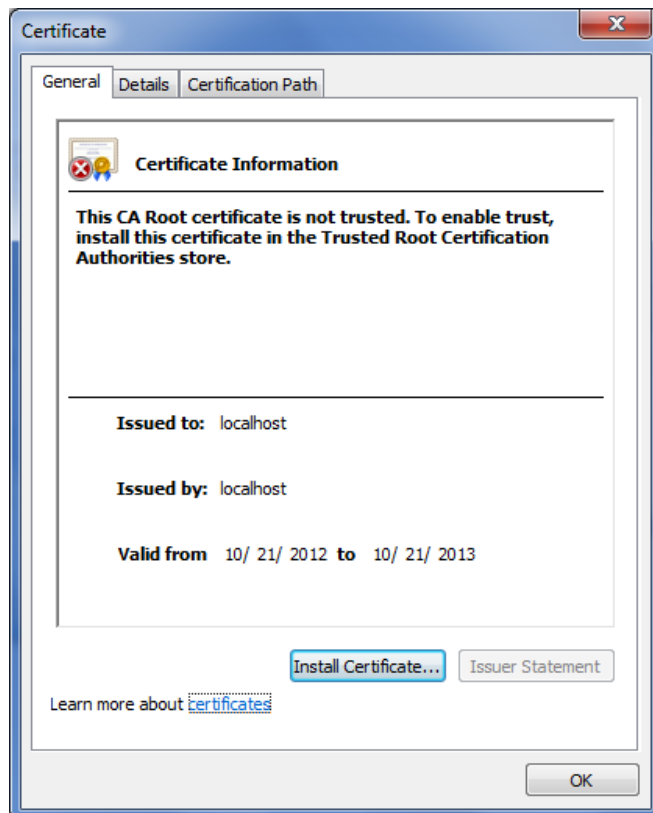 Certificate
General Details Certification Path
Certificate Information
This CA Root certificate is not trusted. To enable trust,
install this certificate in the Trusted Root Certification
Authorities store.
Issued to: localhost
Issued by: localhost
Valid from 10/ 21/ 2012 to 10/ 21/ 2013
Install Certificate... Issuer Statement
Learn more about certificates
OK